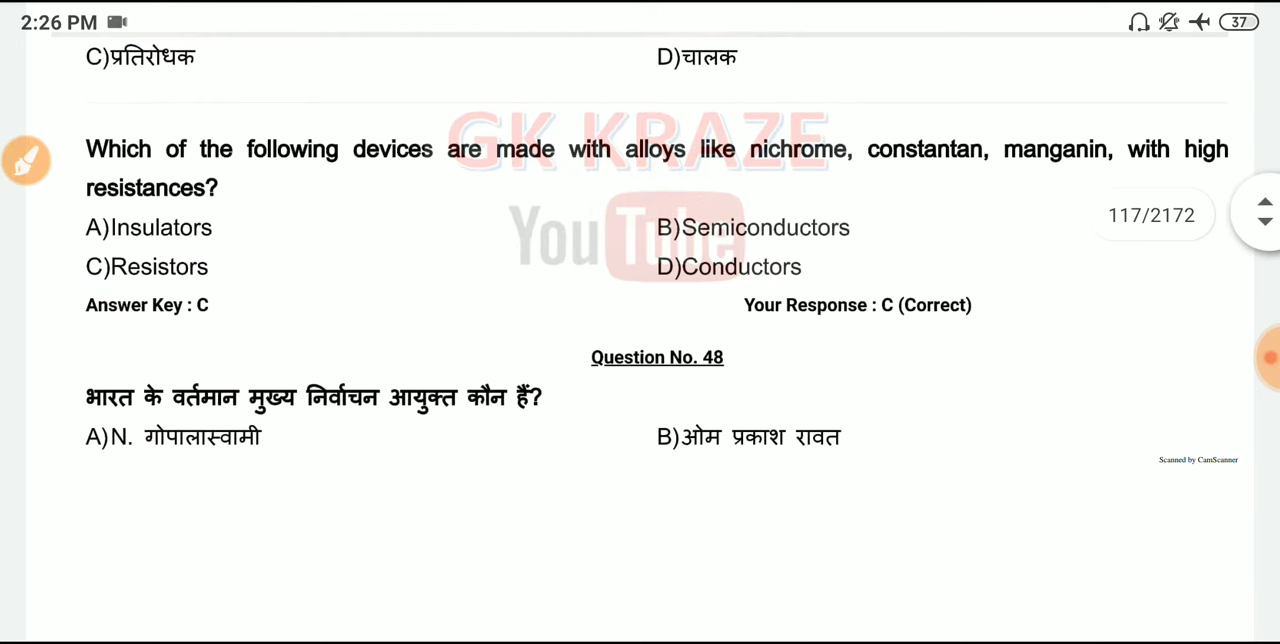 2:26 PM 37
C)प्रतिरोधक D)चालक
GK KRAZE
Which of the following devices are made with alloys like nichrome, constantan, manganin, with high
resistances?
117/2172
A)Insulators B)Semiconductors
YouTube
C)Resistors D)Conductors
Answer Key : C Your Response : C (Correct)
Question No. 48
भारत के वर्तमान मुख्य निर्वाचन आयुक्त कौन हैं?
A)N. गोपालास्वामी B)ओम प्रकाश रावत
Scanned by CamScanner